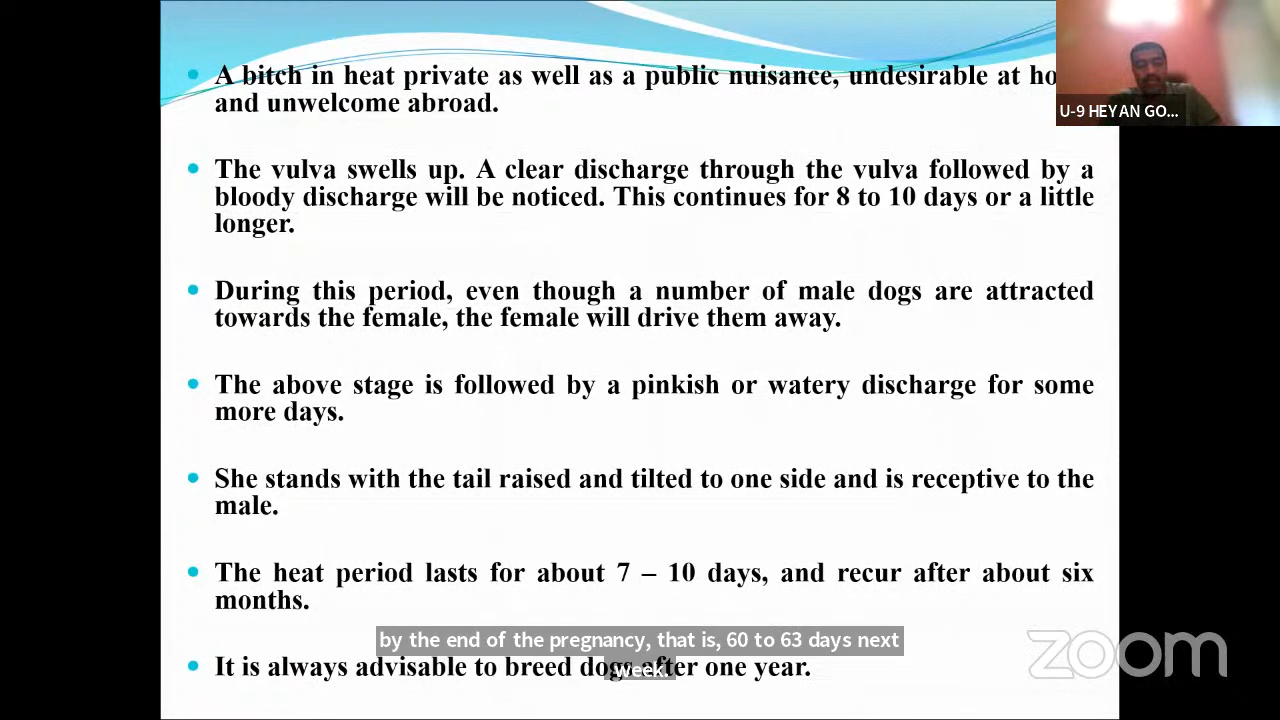 A bitch in heat private as well as a public nuisance, undesirable at
and unwelcome abroad.
The vulva swells up. A clear discharge through the vulva followed by a
bloody discharge will be noticed. This continues for 8 to 10 days or a little
longer.
During this period, even though a number of male dogs are attracted
towards the female, the female will drive them away.
The above stage is followed by a pinkish or watery discharge for some
more days.
She stands with the tail raised and tilted to one side and is receptive to the
male.
The heat period lasts for about 7 – 10 days, and recur after about six
months.
It is always advisable to breed dogs after one year.
by the end of the pregnancy, that is, 60 to 63 days next
week.
U-9 HEYAN GO...
zoom